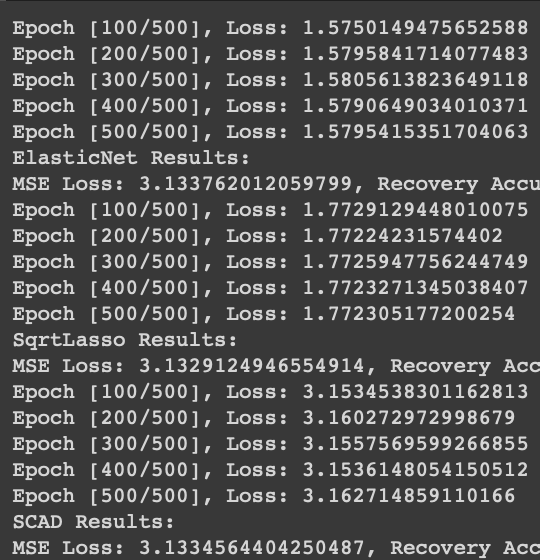 Epoch [100/500], Loss: 1.5750149475652588
Epoch [200/500], Loss: 1.5795841714077483
Epoch [300/500], Loss: 1.5805613823649118
Epoch [400/500], Loss: 1.5790649034010371
Epoch [500/500], Loss: 1.5795415351704063
ElasticNet Results:
MSE Loss: 3.133762012059799, Recovery Accu
Epoch [100/500], Loss: 1.7729129448010075
Epoch [200/500], Loss: 1.77224231574402
Epoch [300/500], Loss: 1.7725947756244749
Epoch [400/500], Loss: 1.7723271345038407
Epoch [500/500], Loss: 1.772305177200254
SqrtLasso Results:
MSE Loss: 3.1329124946554914, Recovery Acc
Epoch [100/500], Loss: 3.1534538301162813
Epoch [200/500], Loss: 3.160272972998679
Epoch [300/500], Loss: 3.1557569599266855
Epoch [400/500], Loss: 3.1536148054150512
Epoch [500/500], Loss: 3.162714859110166
SCAD Results:
MSE Loss: 3.1334564404250487, Recovery Acc